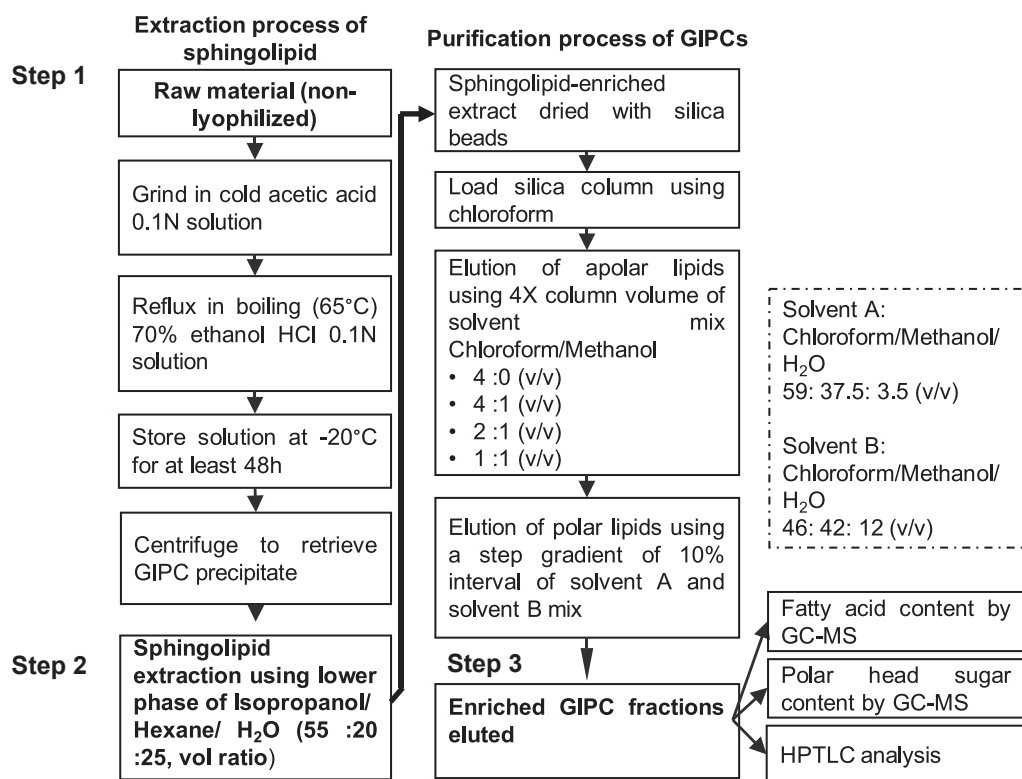 Extraction process of
sphingolipid
Step 1
Raw material (non-
lyophilized)
Grind in cold acetic acid
0.1N solution
Reflux in boiling (65°C)
70% ethanol HCl 0.1N
solution
Store solution at -20°C
for at least 48h
Centrifuge to retrieve
GIPC precipitate
Step 2
Sphingolipid
extraction using lower
phase of Isopropanol/
Hexane/ H₂O (55 :20
:25, vol ratio)
Purification process of GIPCs
Sphingolipid-enriched
extract dried with silica
beads
Load silica column using
chloroform
Elution of apolar lipids
using 4X column volume of
solvent mix
Chloroform/Methanol
• 4 :0 (v/v)
• 4 :1 (v/v)
• 2 :1 (v/v)
• 1 :1 (v/v)
Elution of polar lipids using
a step gradient of 10%
interval of solvent A and
solvent B mix
Step 3
Enriched GIPC fractions
eluted
Solvent A:
Chloroform/Methanol/
H₂O
59: 37.5: 3.5 (v/v)
Solvent B:
Chloroform/Methanol/
H₂O
46: 42: 12 (v/v)
Fatty acid content by
GC-MS
Polar head sugar
content by GC-MS
HPTLC analysis